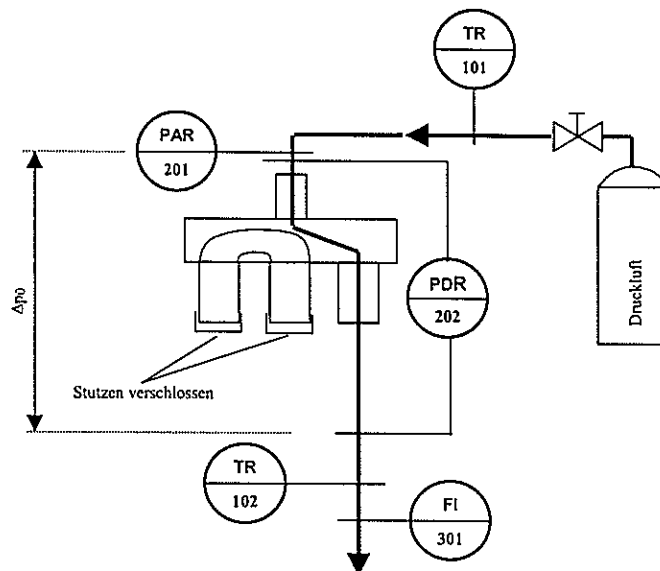 TR
101
PAR
201
Δp0
PDR
202
Druckluft
Stutzen verschlossen
TR
102
FI
301